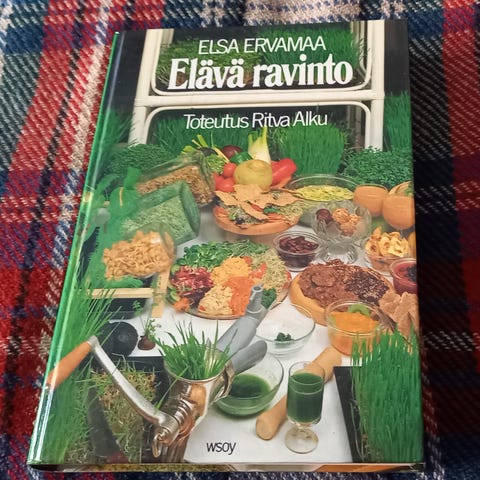 ELSA ERVAMAA
Elävä ravinto
Toteutus Ritva Alku
wsoy